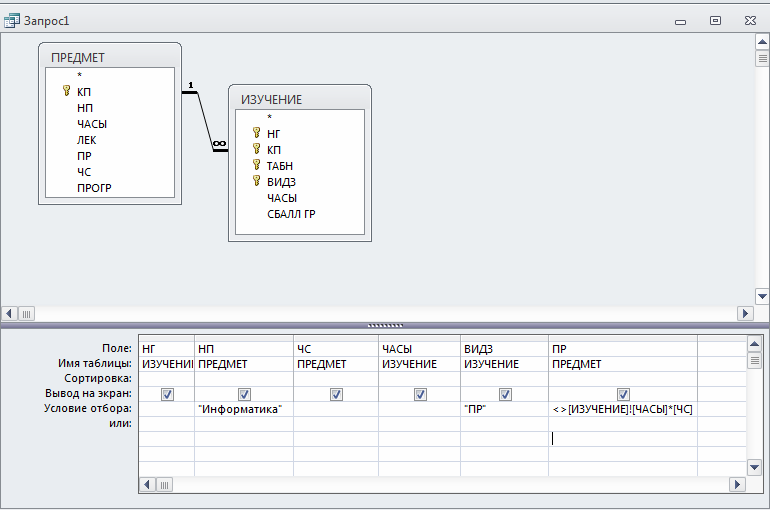 Запрос1
ПРЕДМЕТ
*
КП
НП
ЧАСЫ
ЛЕК
ПР
ЧС
ПРОГР
1
∞
ИЗУЧЕНИЕ
*
НГ
КП
ТАБН
ВИДЗ
ЧАСЫ
СБАЛЛ ГР
Поле: НГ НП ЧС ЧАСЫ ВИДЗ ПР
Имя таблицы: ИЗУЧЕНИ ПРЕДМЕТ ПРЕДМЕТ ИЗУЧЕНИЕ ИЗУЧЕНИЕ ПРЕДМЕТ
Сортировка:
Вывод на экран:
Условие отбора: "Информатика" "ПР" <>[ИЗУЧЕНИЕ]![ЧАСЫ]*[ЧС]
или: